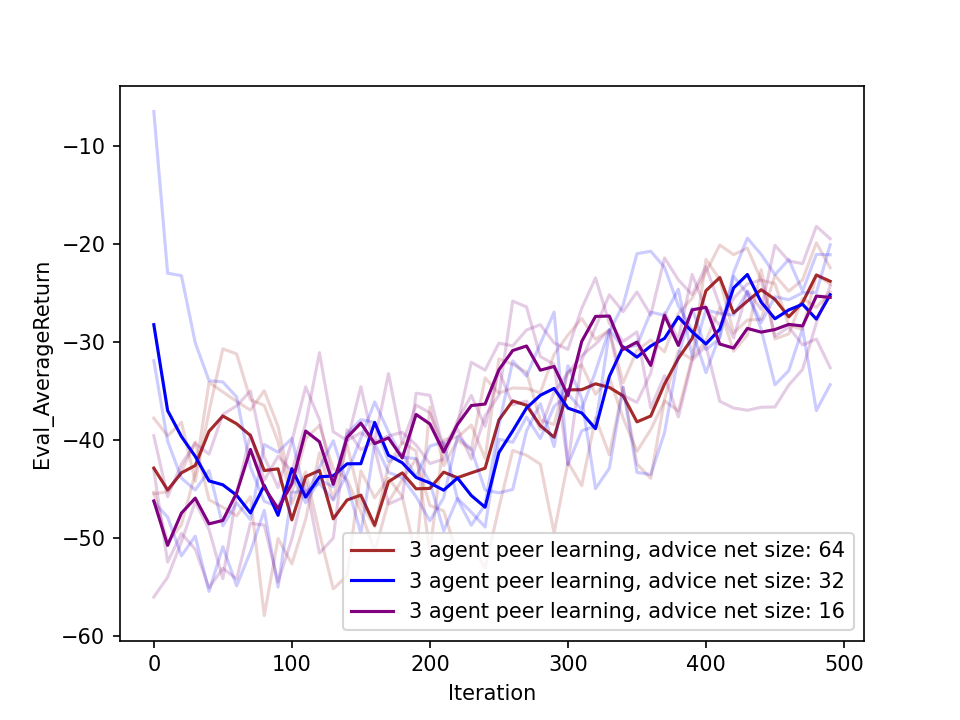 −10
−20
−30
−40
−50
−60
Eval_AverageReturn
3 agent peer learning, advice net size: 64
3 agent peer learning, advice net size: 32
3 agent peer learning, advice net size: 16
0 100 200 300 400 500
Iteration